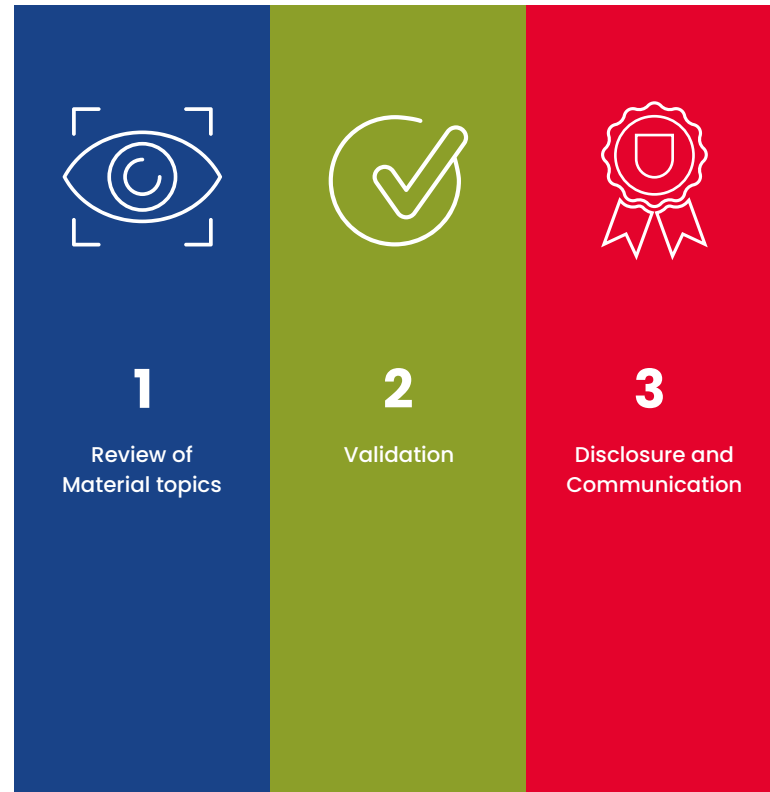 1
Review of
Material topics
2
Validation
3
Disclosure and
Communication